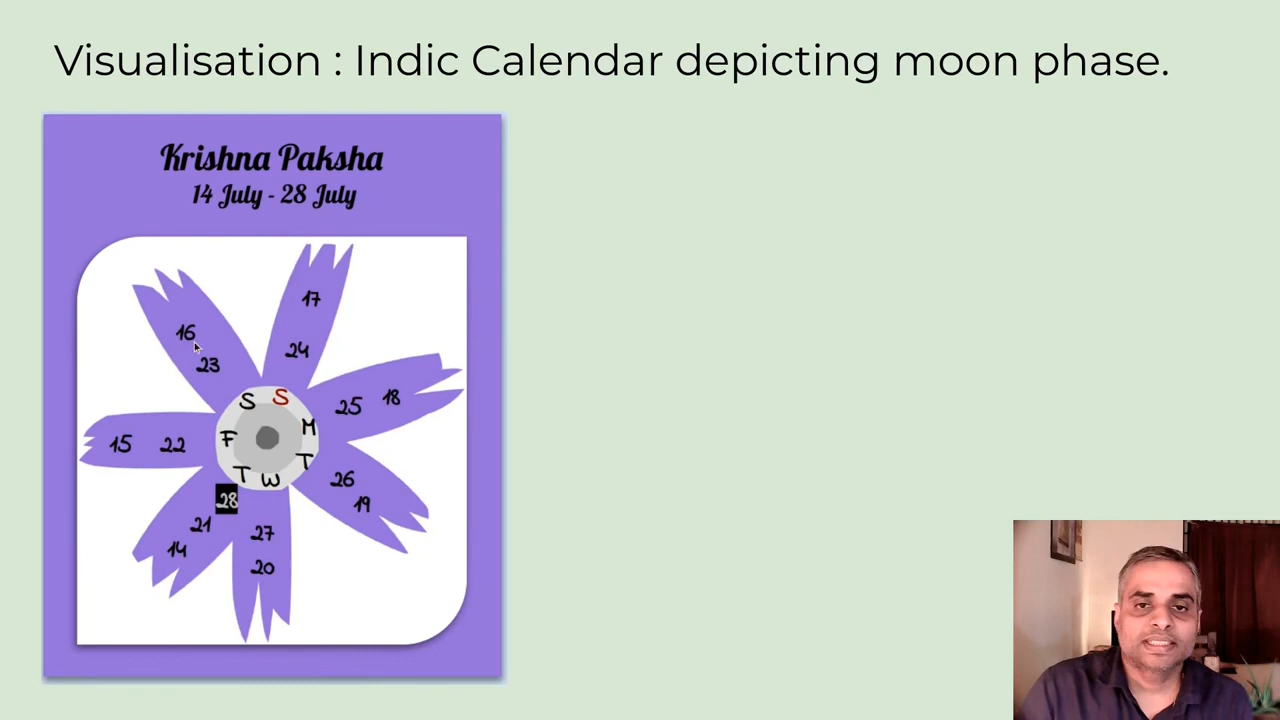 Visualisation : Indic Calendar depicting moon phase.
Krishna Paksha
14 July - 28 July
17
16
24
23
25 18
S S
M
F
T
T W
15 22
26
19
28
21
14
27
20